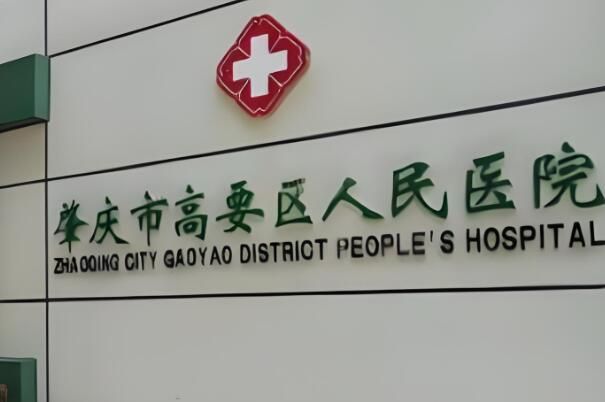 肇庆市高要区人民医院
ZHAOQING CITY GAOYAO DISTRICT PEOPLE'S HOSPITAL